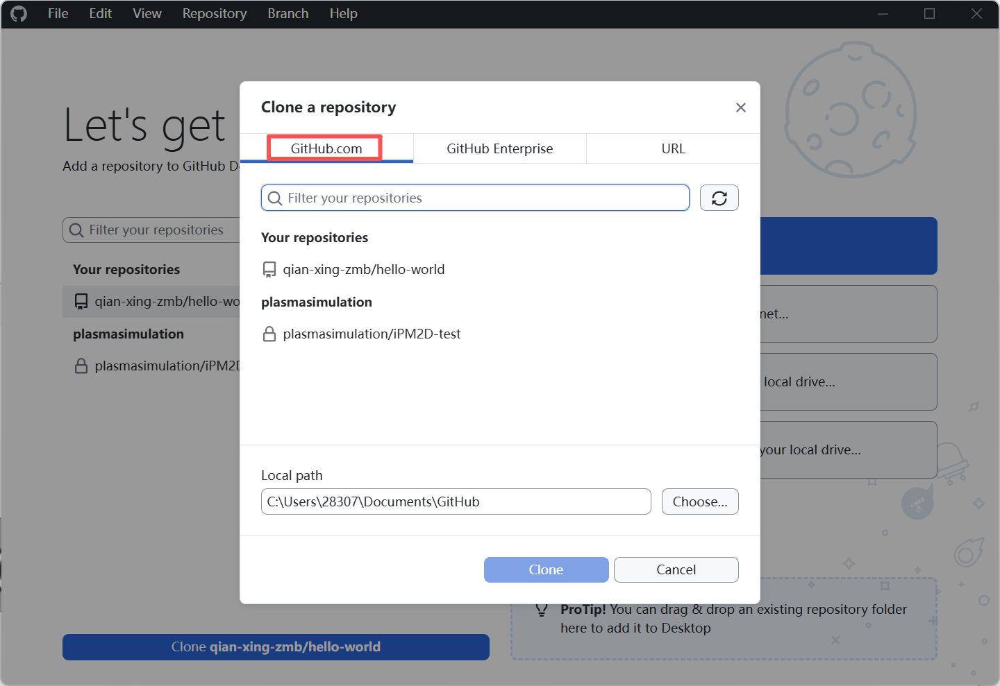 File Edit View Repository Branch Help
Let's get
Add a repository to GitHub D
Filter your repositories
Your repositories
qian-xing-zmb/hello-wo
plasmasimulation
plasmasimulation/iPM2D
Clone qian-xing-zmb/hello-world
Clone a repository
GitHub.com GitHub Enterprise URL
Filter your repositories
Your repositories
qian-xing-zmb/hello-world
plasmasimulation
plasmasimulation/iPM2D-test
Local path
C:\Users\28307\Documents\GitHub Choose...
Clone Cancel
net...
local drive...
your local drive...
ProTip! You can drag & drop an existing repository folder
here to add it to Desktop